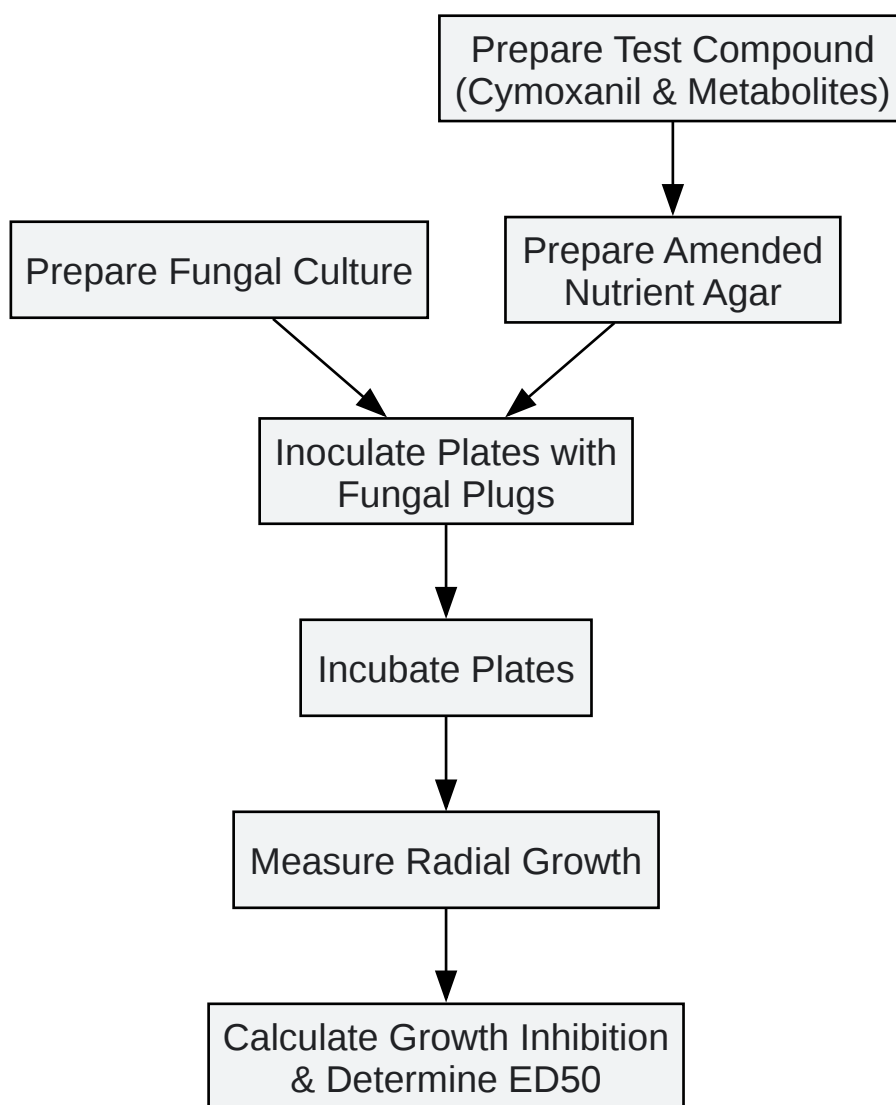 Prepare Test Compound
(Cymoxanil & Metabolites)
Prepare Fungal Culture
Prepare Amended
Nutrient Agar
Inoculate Plates with
Fungal Plugs
Incubate Plates
Measure Radial Growth
Calculate Growth Inhibition
& Determine ED50